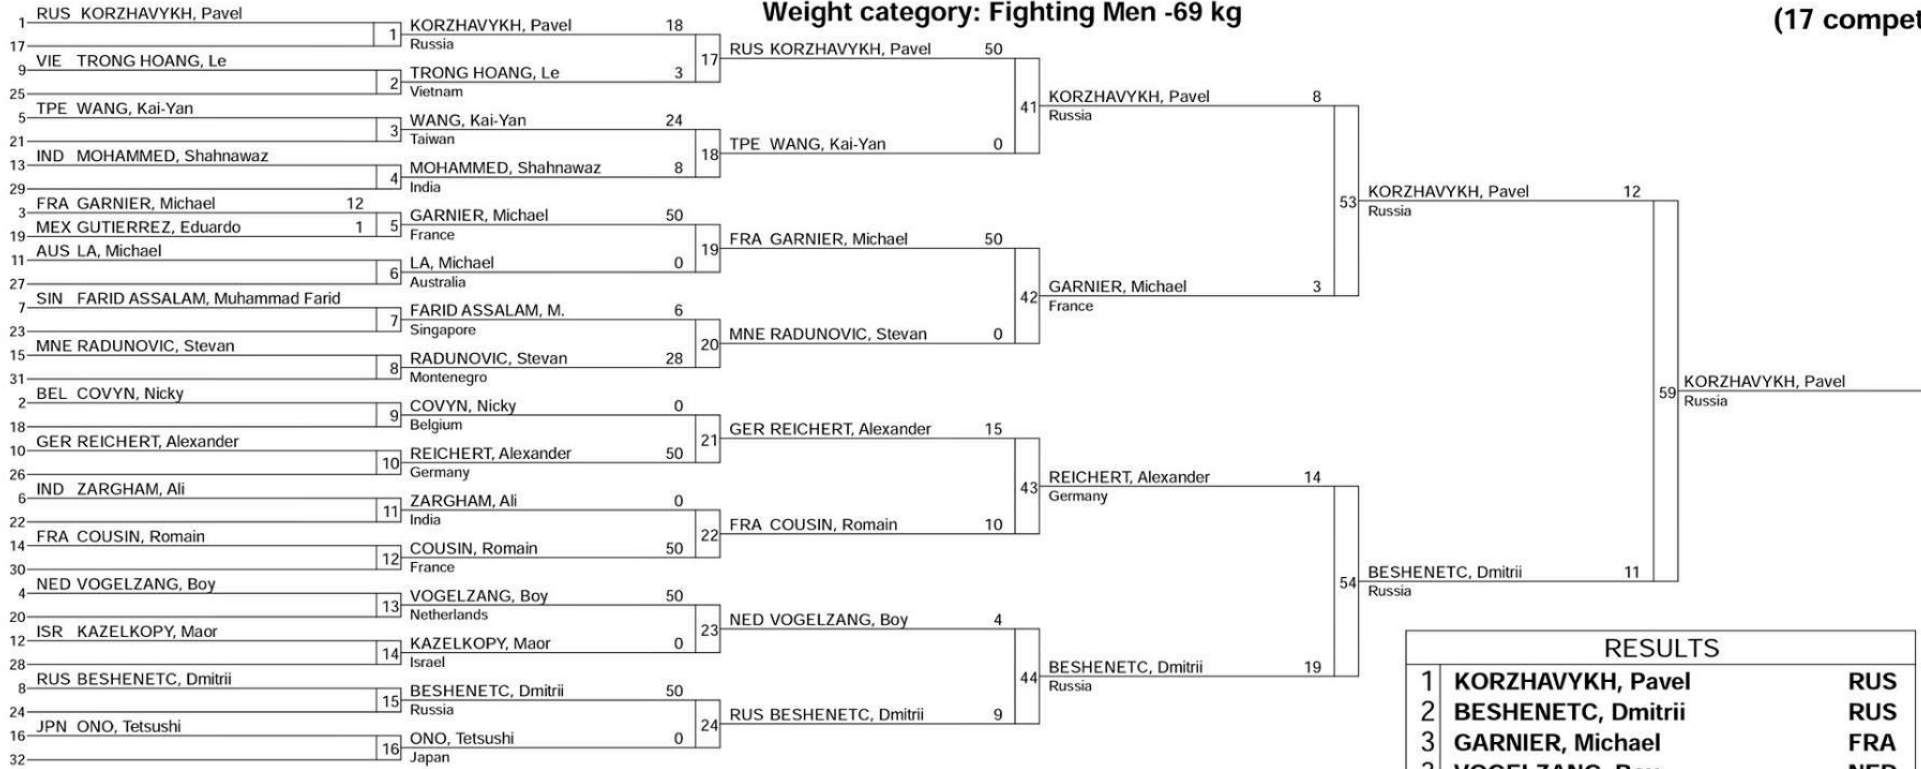 Weight category: Fighting Men -69 kg
(17 compet
1 RUS KORZHAVYKH, Pavel
17
9 VIE TRONG HOANG, Le
25
5 TPE WANG, Kai-Yan
21
13 IND MOHAMMED, Shahnawaz
29
3 FRA GARNIER, Michael 12
19 MEX GUTIERREZ, Eduardo 1
11 AUS LA, Michael
27
7 SIN FARID ASSALAM, Muhammad Farid
23
15 MNE RADUNOVIC, Stevan
31
2 BEL COVYN, Nicky
18
10 GER REICHERT, Alexander
26
6 IND ZARGHAM, Ali
22
14 FRA COUSIN, Romain
30
4 NED VOGELZANG, Boy
20
12 ISR KAZELKOPY, Maor
28
8 RUS BESHENETC, Dmitrii
24
16 JPN ONO, Tetsushi
32
1 KORZHAVYKH, Pavel 18
Russia
2 TRONG HOANG, Le 3
Vietnam
3 WANG, Kai-Yan 24
Taiwan
4 MOHAMMED, Shahnawaz 8
India
5 GARNIER, Michael 50
France
6 LA, Michael 0
Australia
7 FARID ASSALAM, M. 6
Singapore
8 RADUNOVIC, Stevan 28
Montenegro
9 COVYN, Nicky 0
Belgium
10 REICHERT, Alexander 50
Germany
11 ZARGHAM, Ali 0
India
12 COUSIN, Romain 50
France
13 VOGELZANG, Boy 50
Netherlands
14 KAZELKOPY, Maor 0
Israel
15 BESHENETC, Dmitrii 50
Russia
16 ONO, Tetsushi 0
Japan
17 RUS KORZHAVYKH, Pavel 50
18 TPE WANG, Kai-Yan 0
19 FRA GARNIER, Michael 50
20 MNE RADUNOVIC, Stevan 0
21 GER REICHERT, Alexander 15
22 FRA COUSIN, Romain 10
23 NED VOGELZANG, Boy 4
24 RUS BESHENETC, Dmitrii 9
41 KORZHAVYKH, Pavel 8
Russia
42 GARNIER, Michael 3
France
43 REICHERT, Alexander 14
Germany
44 BESHENETC, Dmitrii 19
Russia
53 KORZHAVYKH, Pavel 12
Russia
54 BESHENETC, Dmitrii 11
Russia
59 KORZHAVYKH, Pavel
Russia
RESULTS
1 KORZHAVYKH, Pavel RUS
2 BESHENETC, Dmitrii RUS
3 GARNIER, Michael FRA
3 VOGELZANG, Boy NED